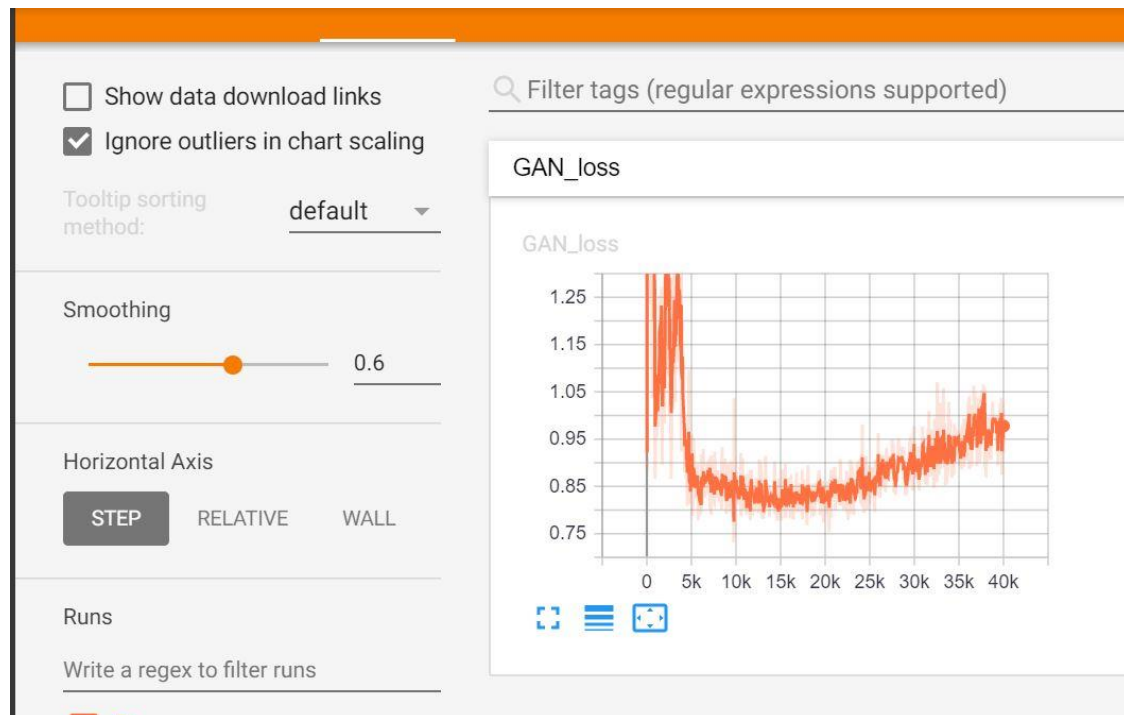 Show data download links
Ignore outliers in chart scaling
Tooltip sorting
method:
default
Smoothing
0.6
Horizontal Axis
STEP RELATIVE WALL
Runs
Write a regex to filter runs
Filter tags (regular expressions supported)
GAN_loss
GAN_loss
1.25
1.15
1.05
0.95
0.85
0.75
0 5k 10k 15k 20k 25k 30k 35k 40k